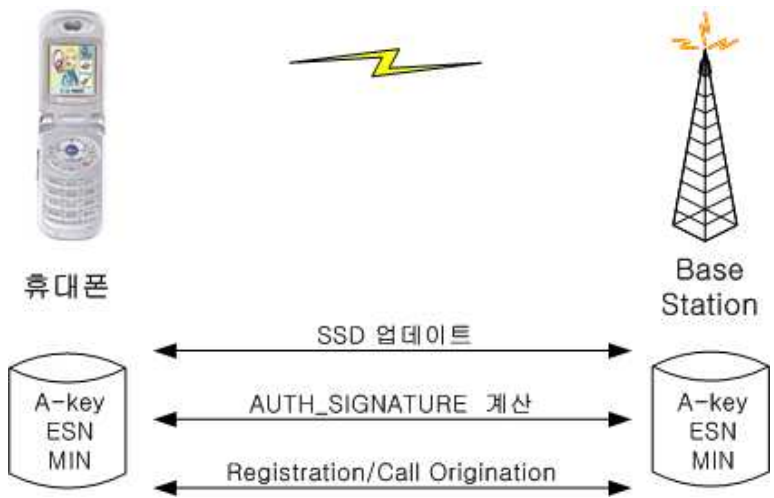 휴대폰
Base
Station
SSD 업데이트
A-key
ESN
MIN
AUTH_SIGNATURE 계산
A-key
ESN
MIN
Registration/Call Origination